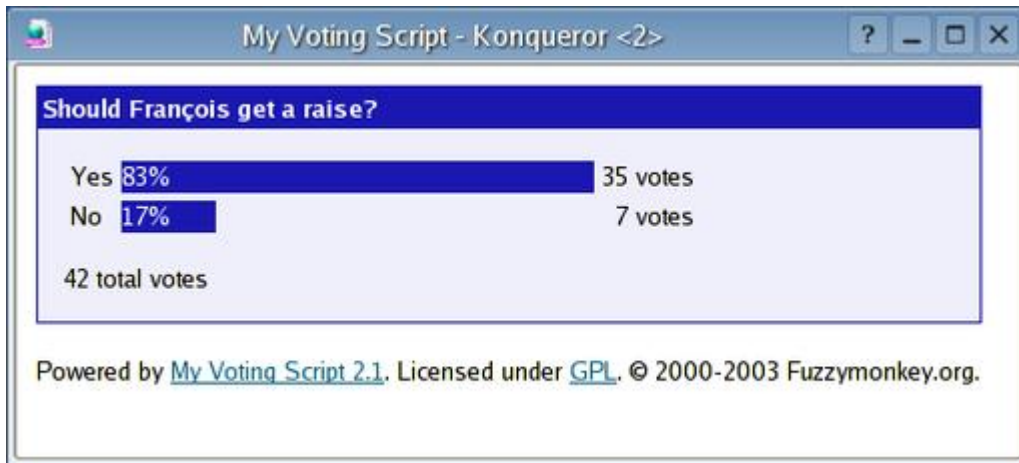 My Voting Script - Konqueror <2>
Should François get a raise?
Yes 83% 35 votes
No 17% 7 votes
42 total votes
Powered by My Voting Script 2.1. Licensed under GPL. © 2000-2003 Fuzzymonkey.org.